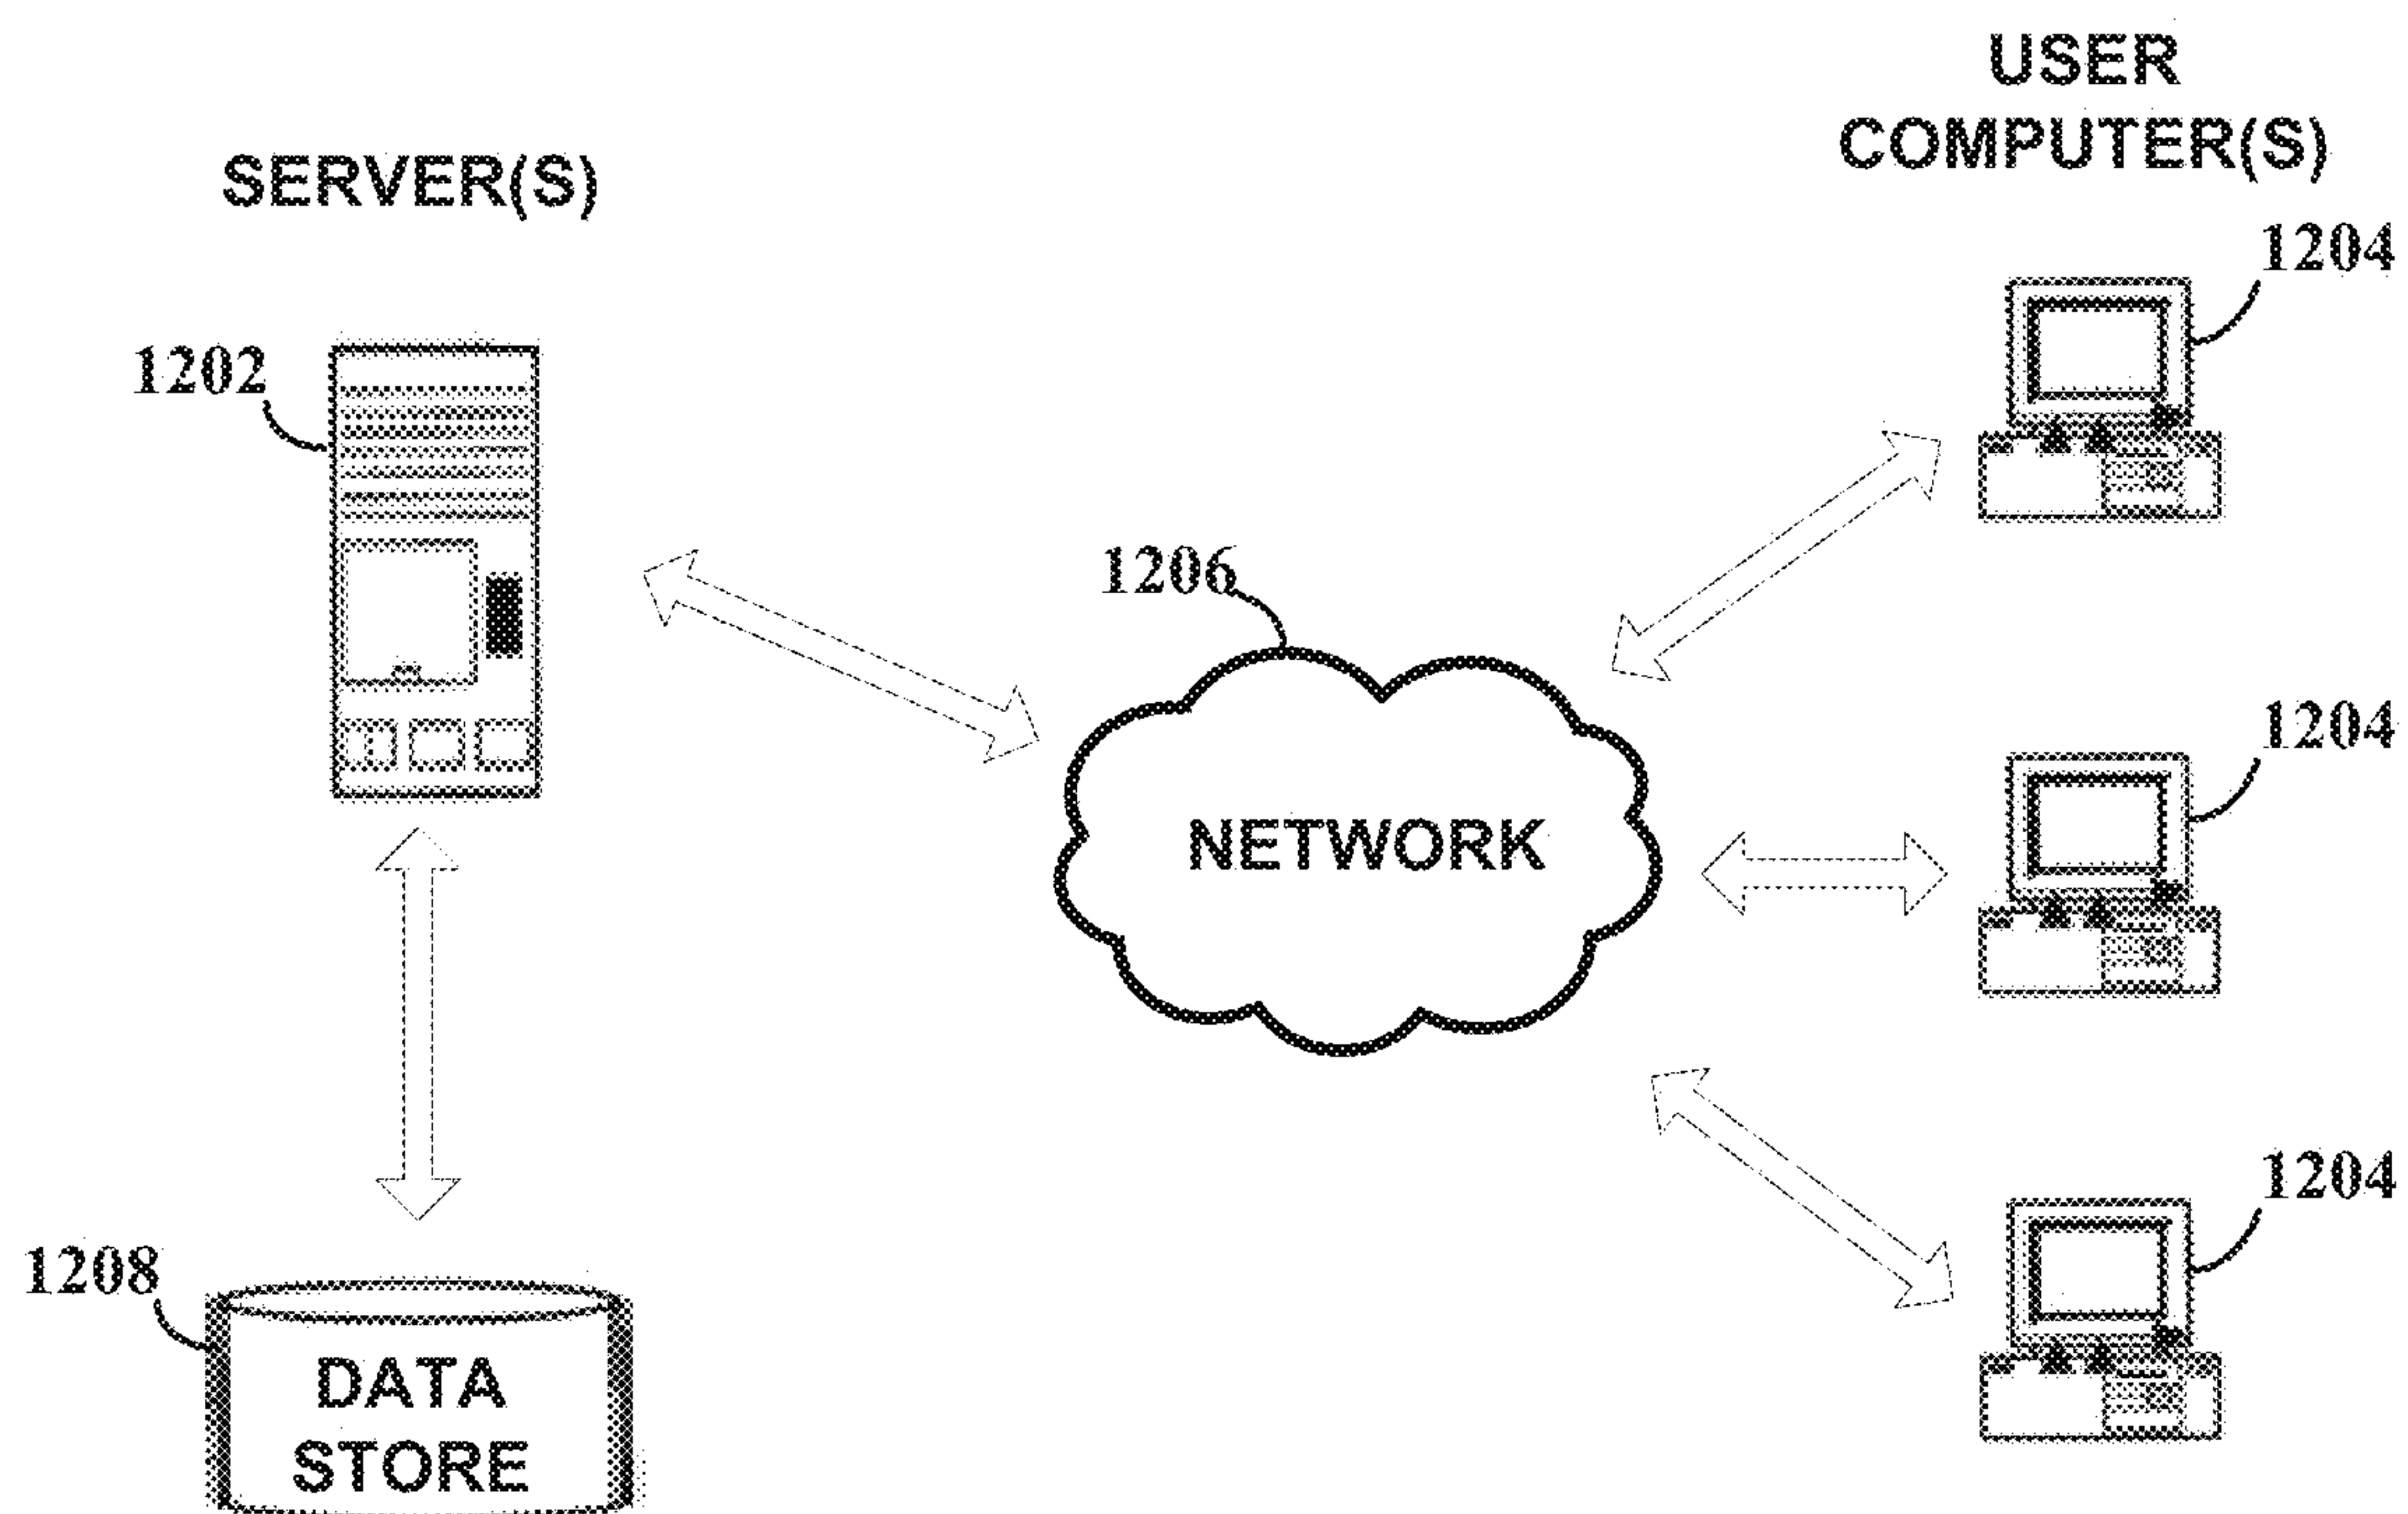 USER
COMPUTER(S)
SERVER(S)
1204
1202
1206
1204
NETWORK
1204
1208
DATA
STORE